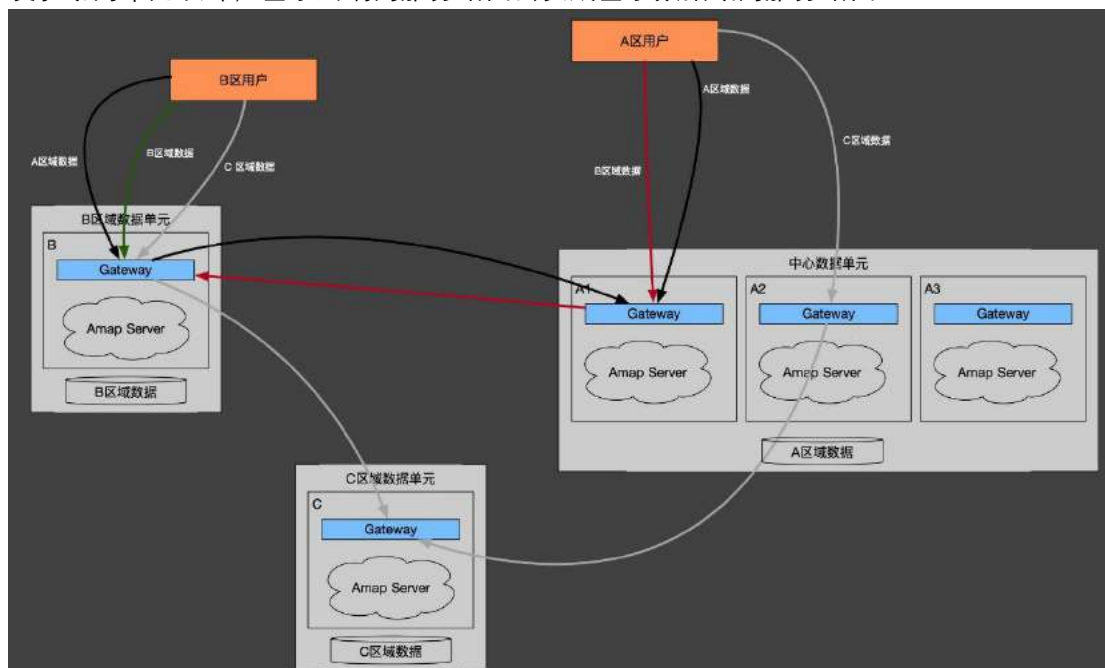 A区用户
B区用户
A区域数据
C区域数据
B区域数据
A区域数据
B区域数据
C 区域数据
B区域数据单元
B
Gateway
Amap Server
B区域数据
中心数据单元
A1
A2
A3
Gateway
Gateway
Gateway
Amap Server
Amap Server
Amap Server
A区域数据
C区域数据单元
C
Gateway
Amap Server
C区域数据